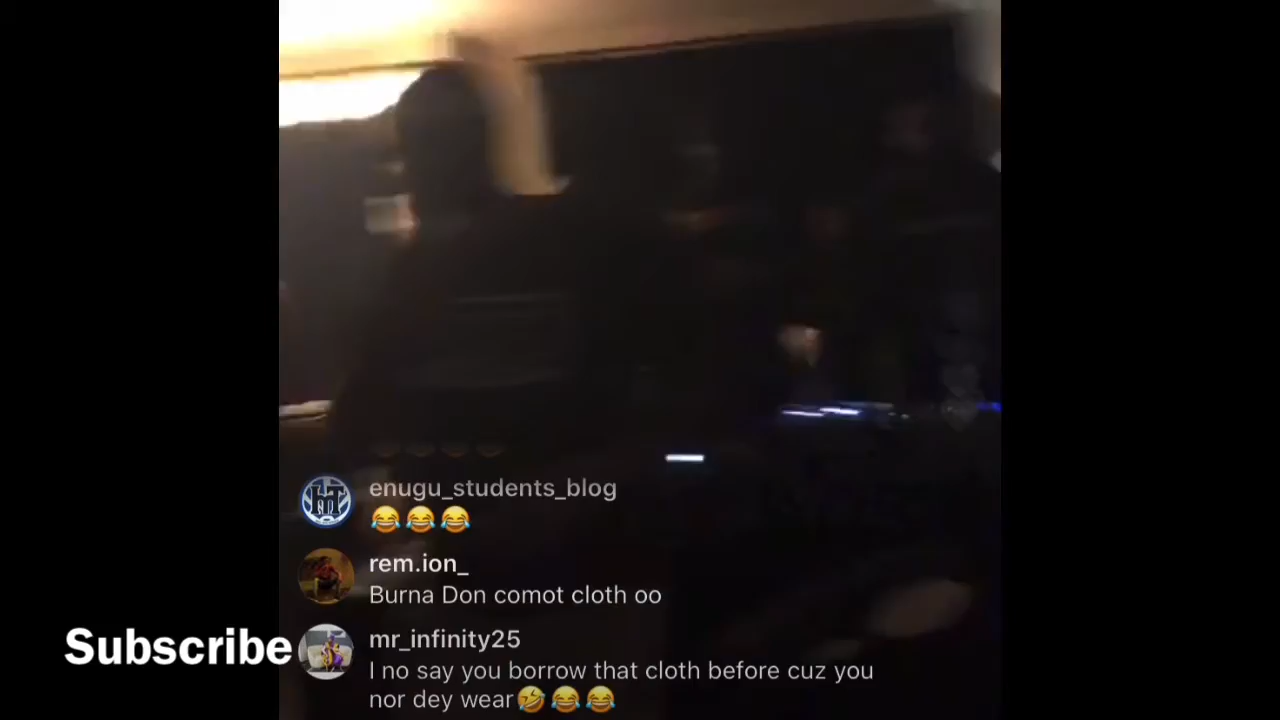 enugu_students_blog
😂😂😂
rem.ion_
Burna Don comot cloth oo
Subscribe
mr_infinity25
I no say you borrow that cloth before cuz you
nor dey wear🤣😂😂